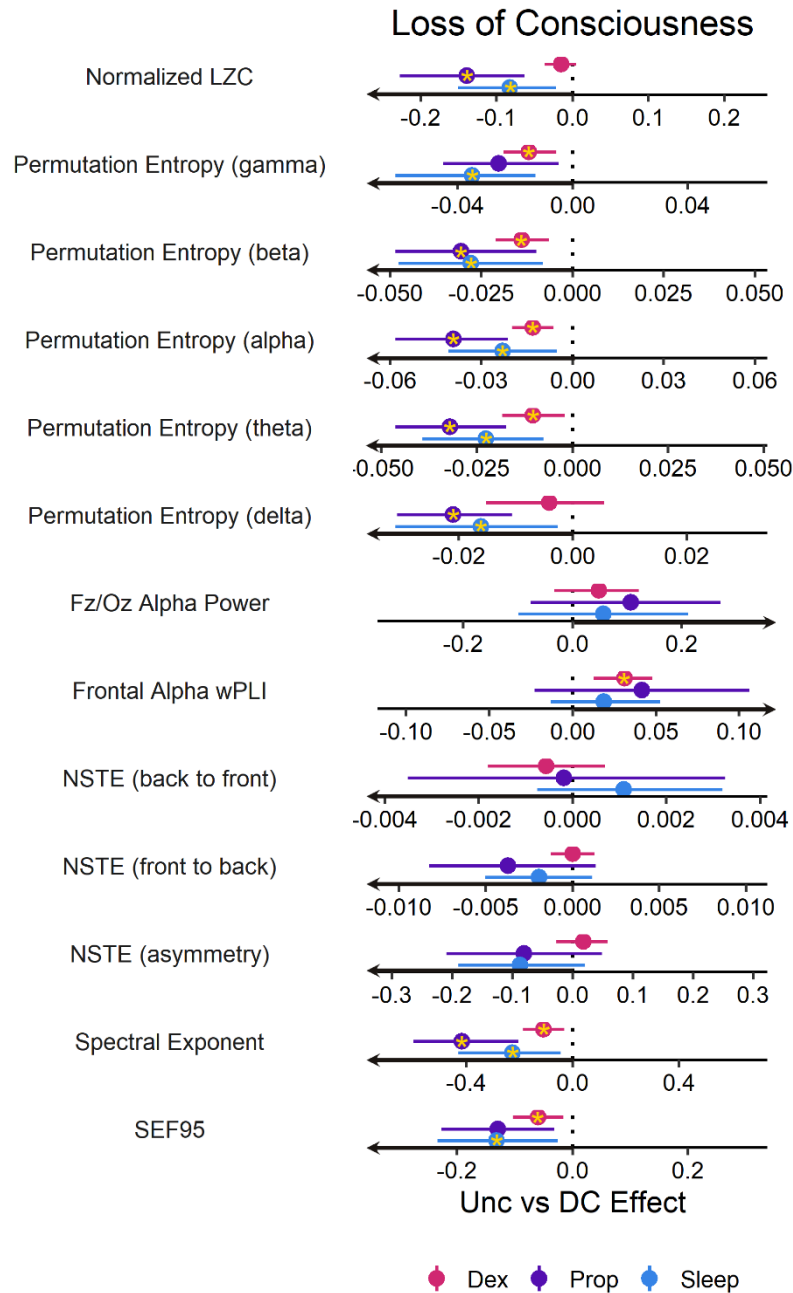 Loss of Consciousness
Normalized LZC
-0.2 -0.1 0.0 0.1 0.2
Permutation Entropy (gamma)
-0.04 0.00 0.04
Permutation Entropy (beta)
-0.050 -0.025 0.000 0.025 0.050
Permutation Entropy (alpha)
-0.06 -0.03 0.00 0.03 0.06
Permutation Entropy (theta)
-0.050 -0.025 0.000 0.025 0.050
Permutation Entropy (delta)
-0.02 0.00 0.02
Fz/Oz Alpha Power
-0.2 0.0 0.2
Frontal Alpha wPLI
-0.10 -0.05 0.00 0.05 0.10
NSTE (back to front)
-0.004 -0.002 0.000 0.002 0.004
NSTE (front to back)
-0.010 -0.005 0.000 0.005 0.010
NSTE (asymmetry)
-0.3 -0.2 -0.1 0.0 0.1 0.2 0.3
Spectral Exponent
-0.4 0.0 0.4
SEF95
-0.2 0.0 0.2
Unc vs DC Effect
Dex Prop Sleep